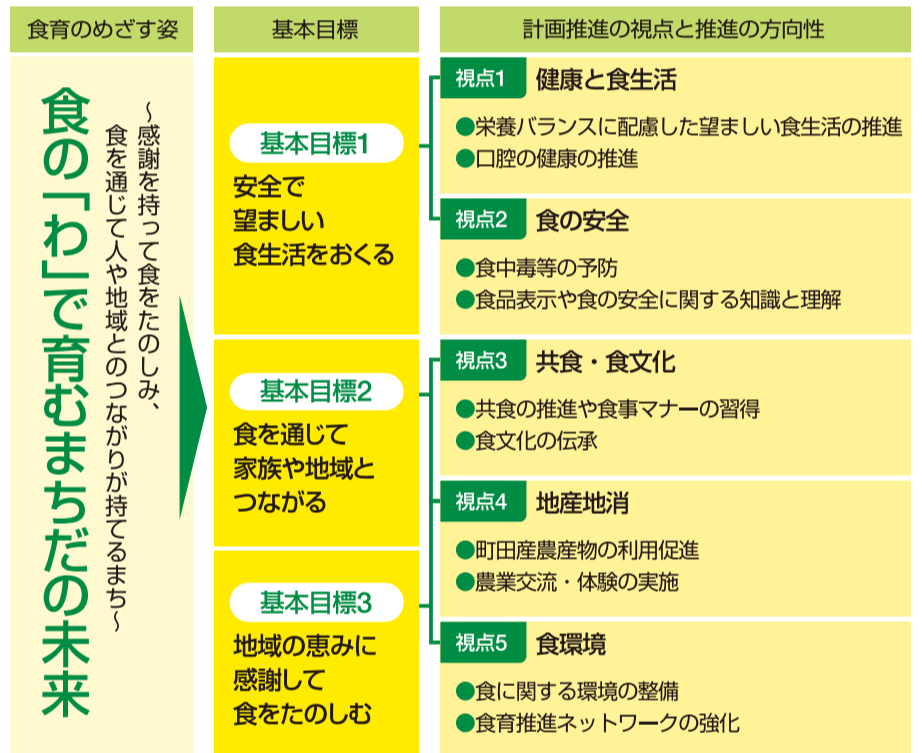 食育のめざす姿
食の「わ」で育むまちだの未来
～感謝を持って食をたのしみ、
食を通じて人や地域とのつながりが持てるまち～
基本目標
基本目標1
安全で
望ましい
食生活をおくる
基本目標2
食を通じて
家族や地域と
つながる
基本目標3
地域の恵みに
感謝して
食をたのしむ
計画推進の視点と推進の方向性
視点1 健康と食生活
●栄養バランスに配慮した望ましい食生活の推進
●口腔の健康の推進
視点2 食の安全
●食中毒等の予防
●食品表示や食の安全に関する知識と理解
視点3 共食・食文化
●共食の推進や食事マナーの習得
●食文化の伝承
視点4 地産地消
●町田産農産物の利用促進
●農業交流・体験の実施
視点5 食環境
●食に関する環境の整備
●食育推進ネットワークの強化